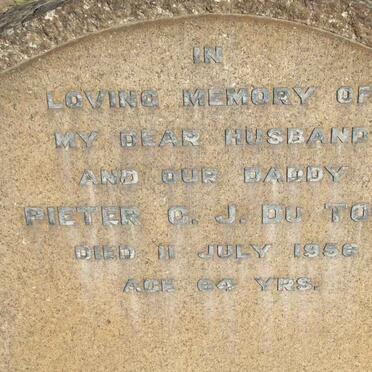 IN
LOVING MEMORY OF
MY DEAR HUSBAND
AND OUR DADDY
PIETER C. J. DU TO
DIED 11 JULY 1956
AGE 64 YRS.